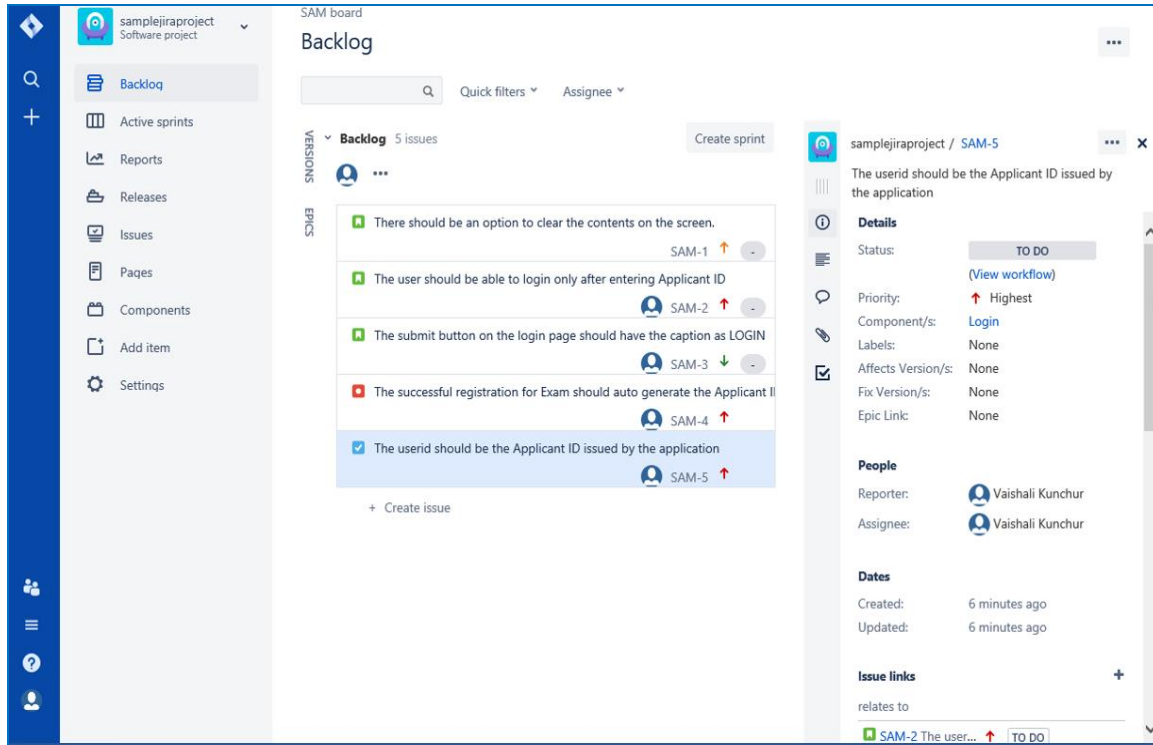 samplejiraproject
Software project
Backlog
Active sprints
Reports
Releases
Issues
Pages
Components
Add item
Settings
SAM board
Backlog
Quick filters
Assignee
VERSIONS
EPICS
Backlog 5 issues
Create sprint
There should be an option to clear the contents on the screen.
SAM-1 -
The user should be able to login only after entering Applicant ID
SAM-2 -
The submit button on the login page should have the caption as LOGIN
SAM-3 -
The successful registration for Exam should auto generate the Applicant I
SAM-4
The userid should be the Applicant ID issued by the application
SAM-5
+ Create issue
samplejiraproject / SAM-5
The userid should be the Applicant ID issued by
the application
Details
Status: TO DO
(View workflow)
Priority: Highest
Component/s: Login
Labels: None
Affects Version/s: None
Fix Version/s: None
Epic Link: None
People
Reporter: Vaishali Kunchur
Assignee: Vaishali Kunchur
Dates
Created: 6 minutes ago
Updated: 6 minutes ago
Issue links
relates to
SAM-2 The user... TO DO